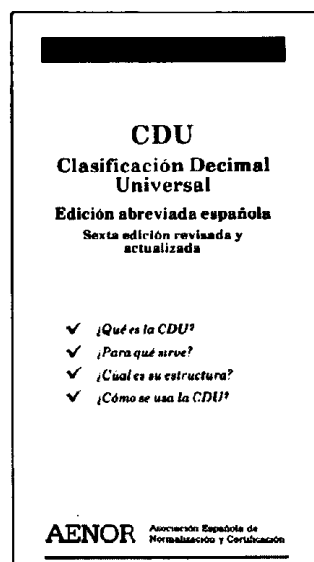 CDU
Clasificación Decimal
Universal
Edición abreviada española
Sexta edición revisada y
actualizada
✓ ¿Qué es la CDU?
✓ ¿Para qué sirve?
✓ ¿Cúal es su estructura?
✓ ¿Cómo se usa la CDU?
AENOR Asociación Española de
Normalización y Certificación